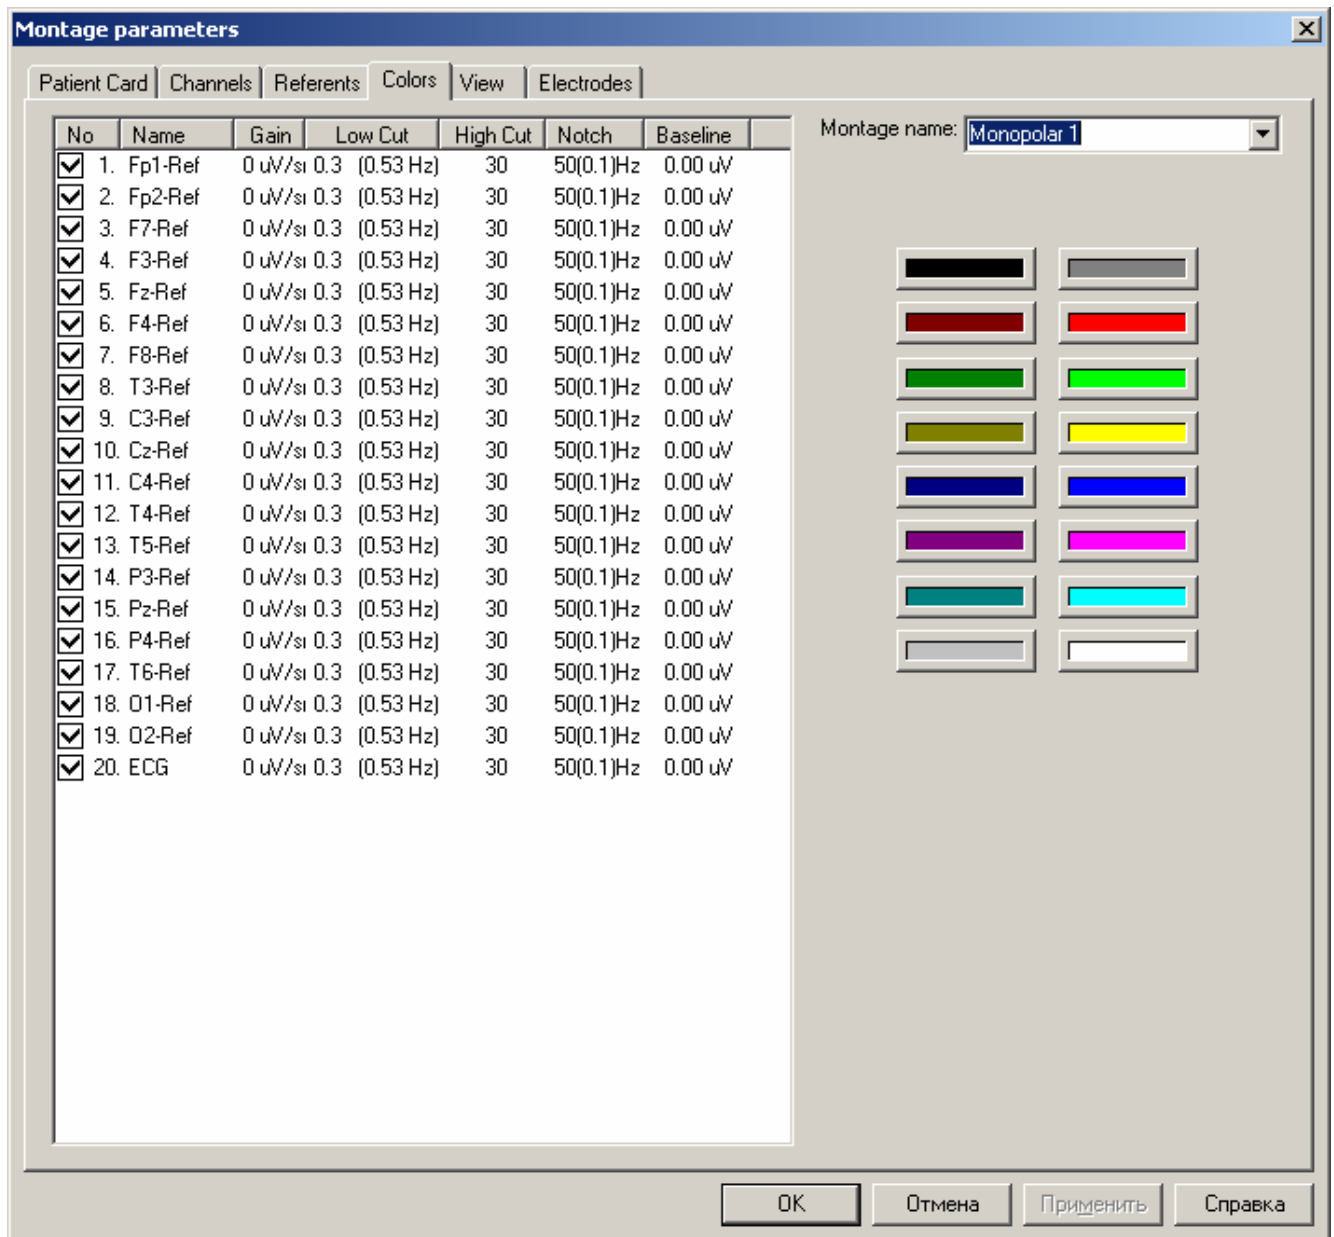 Montage parameters
Patient Card Channels Referents Colors View Electrodes
No Name Gain Low Cut High Cut Notch Baseline
Montage name: Monopolar 1
1. Fp1-Ref 0 uV/sı 0.3 (0.53 Hz) 30 50(0.1)Hz 0.00 uV
2. Fp2-Ref 0 uV/sı 0.3 (0.53 Hz) 30 50(0.1)Hz 0.00 uV
3. F7-Ref 0 uV/sı 0.3 (0.53 Hz) 30 50(0.1)Hz 0.00 uV
4. F3-Ref 0 uV/sı 0.3 (0.53 Hz) 30 50(0.1)Hz 0.00 uV
5. Fz-Ref 0 uV/sı 0.3 (0.53 Hz) 30 50(0.1)Hz 0.00 uV
6. F4-Ref 0 uV/sı 0.3 (0.53 Hz) 30 50(0.1)Hz 0.00 uV
7. F8-Ref 0 uV/sı 0.3 (0.53 Hz) 30 50(0.1)Hz 0.00 uV
8. T3-Ref 0 uV/sı 0.3 (0.53 Hz) 30 50(0.1)Hz 0.00 uV
9. C3-Ref 0 uV/sı 0.3 (0.53 Hz) 30 50(0.1)Hz 0.00 uV
10. Cz-Ref 0 uV/sı 0.3 (0.53 Hz) 30 50(0.1)Hz 0.00 uV
11. C4-Ref 0 uV/sı 0.3 (0.53 Hz) 30 50(0.1)Hz 0.00 uV
12. T4-Ref 0 uV/sı 0.3 (0.53 Hz) 30 50(0.1)Hz 0.00 uV
13. T5-Ref 0 uV/sı 0.3 (0.53 Hz) 30 50(0.1)Hz 0.00 uV
14. P3-Ref 0 uV/sı 0.3 (0.53 Hz) 30 50(0.1)Hz 0.00 uV
15. Pz-Ref 0 uV/sı 0.3 (0.53 Hz) 30 50(0.1)Hz 0.00 uV
16. P4-Ref 0 uV/sı 0.3 (0.53 Hz) 30 50(0.1)Hz 0.00 uV
17. T6-Ref 0 uV/sı 0.3 (0.53 Hz) 30 50(0.1)Hz 0.00 uV
18. O1-Ref 0 uV/sı 0.3 (0.53 Hz) 30 50(0.1)Hz 0.00 uV
19. O2-Ref 0 uV/sı 0.3 (0.53 Hz) 30 50(0.1)Hz 0.00 uV
20. ECG 0 uV/sı 0.3 (0.53 Hz) 30 50(0.1)Hz 0.00 uV
OK Отмена Применить Справка